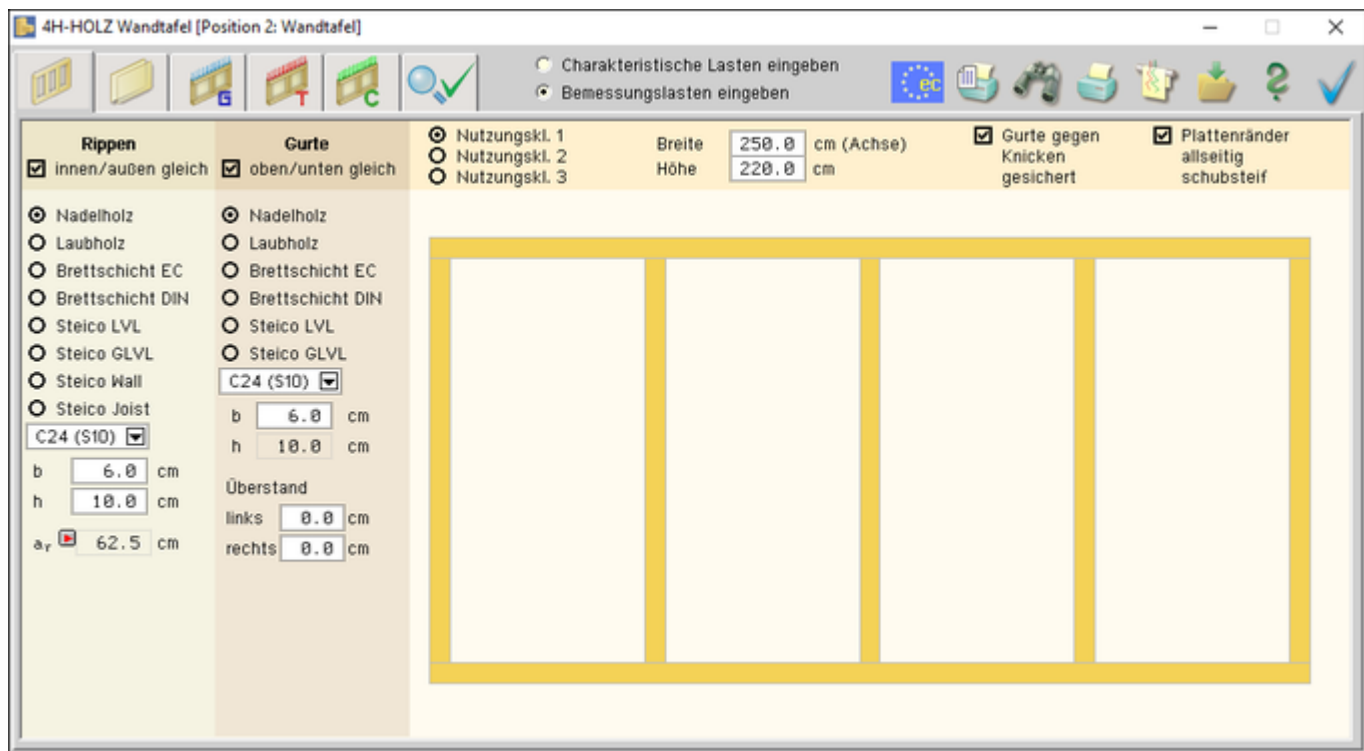 4H-HOLZ Wandtafel [Position 2: Wandtafel]
G
T
C
Charakteristische Lasten eingeben
Bemessungslasten eingeben
ec
Rippen
innen/außen gleich
Gurte
oben/unten gleich
Nutzungskl. 1
Nutzungskl. 2
Nutzungskl. 3
Breite 250.0 cm (Achse)
Höhe 220.0 cm
Gurte gegen
Knicken
gesichert
Plattenränder
allseitig
schubsteif
Nadelholz
Laubholz
Brettschicht EC
Brettschicht DIN
Steico LVL
Steico GLVL
Steico Wall
Steico Joist
C24 (S10)
b 6.0 cm
h 10.0 cm
ar 62.5 cm
Nadelholz
Laubholz
Brettschicht EC
Brettschicht DIN
Steico LVL
Steico GLVL
C24 (S10)
b 6.0 cm
h 10.0 cm
Überstand
links 0.0 cm
rechts 0.0 cm